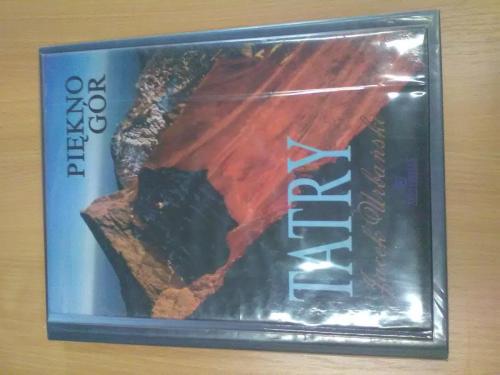 PIĘKNO
GÓR
TATRY
Jacek Urbański